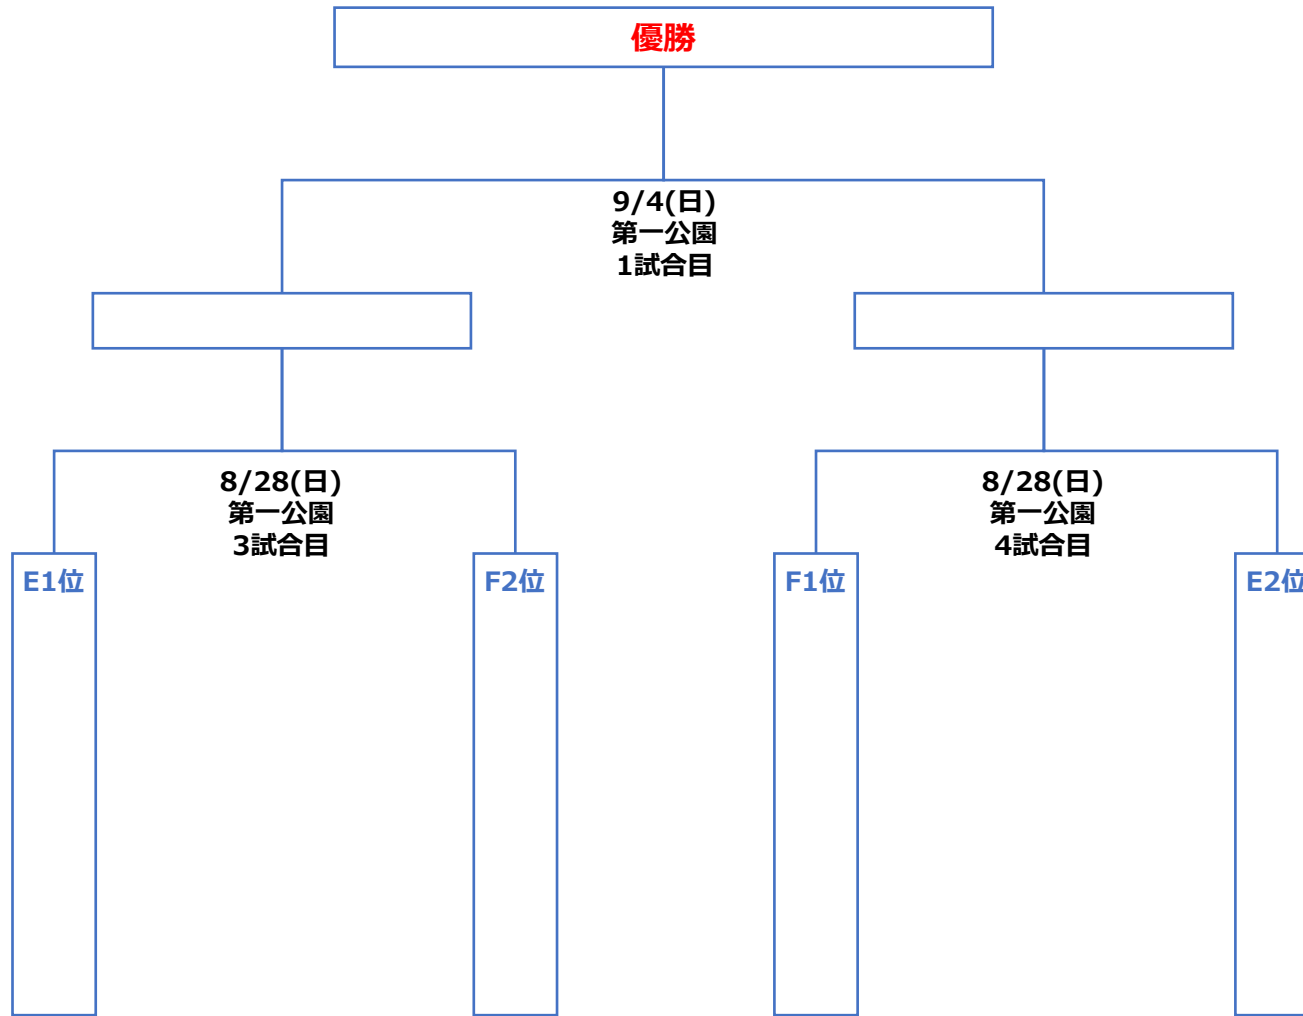 優勝
9/4(日)
第一公園
1試合目
8/28(日)
第一公園
3試合目
8/28(日)
第一公園
4試合目
E1位
F2位
F1位
E2位